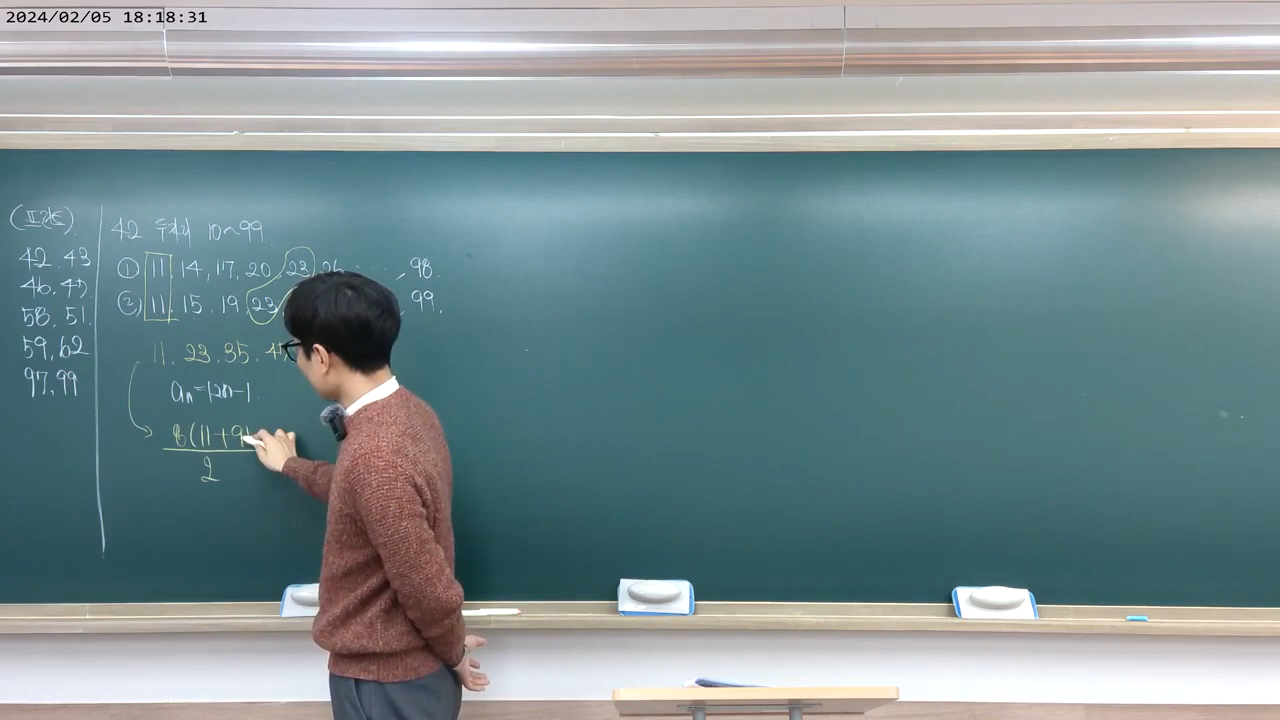 2024/02/05 18:18:31
(프린트)
42, 43
46, 47,
58, 51,
59, 62
97, 99
42 두자리 10~99
① 11, 14, 17, 20, 23, 26 ..., 98.
② 11, 15, 19, 23, , 99.
11, 23, 35, 47
aₙ=12n-1
8(11+9
2